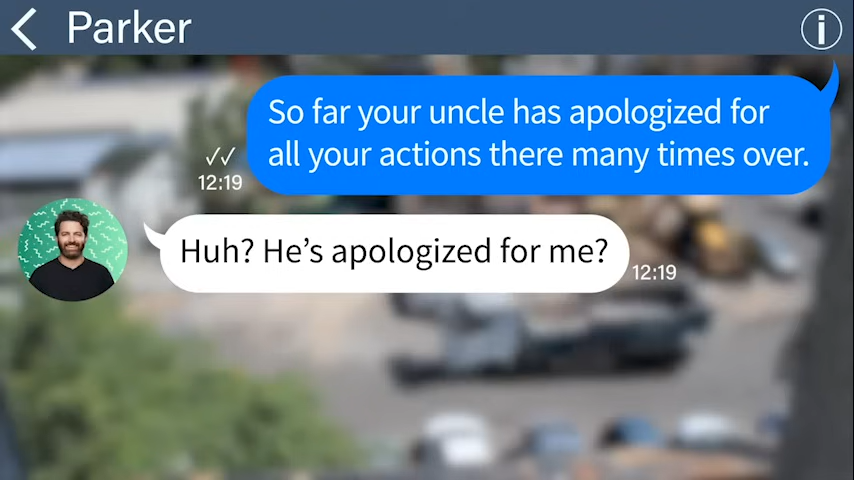 Parker
So far your uncle has apologized for
all your actions there many times over.
12:19
Huh? He’s apologized for me?
12:19